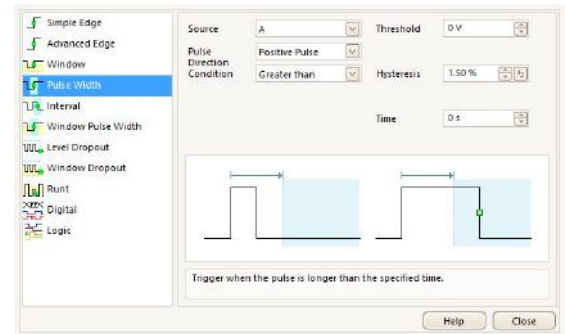 Simple Edge
Advanced Edge
Window
Pulse Width
Interval
Window Pulse Width
Level Dropout
Window Dropout
Runt
Digital
Logic
Source A Threshold 0 V
Pulse Direction Positive Pulse
Condition Greater than Hysteresis 1.50 %
Time 0 s
Trigger when the pulse is longer than the specified time.
Help Close